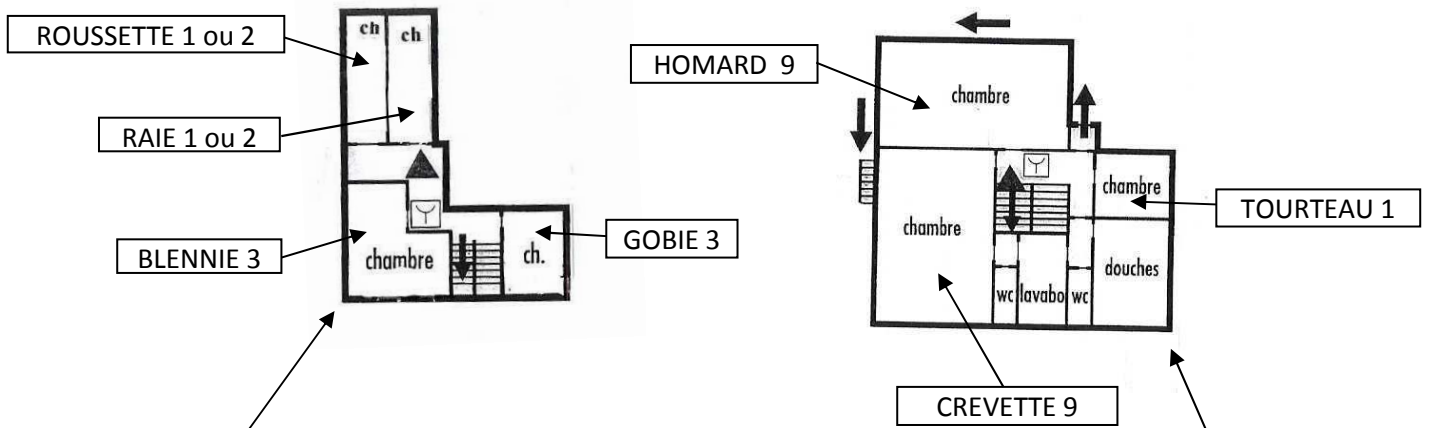 ROUSSETTE 1 ou 2
ch
ch
RAIE 1 ou 2
BLENNIE 3
chambre
ch.
GOBIE 3
HOMARD 9
chambre
chambre
TOURTEAU 1
chambre
douches
wc
lavabo
wc
CREVETTE 9